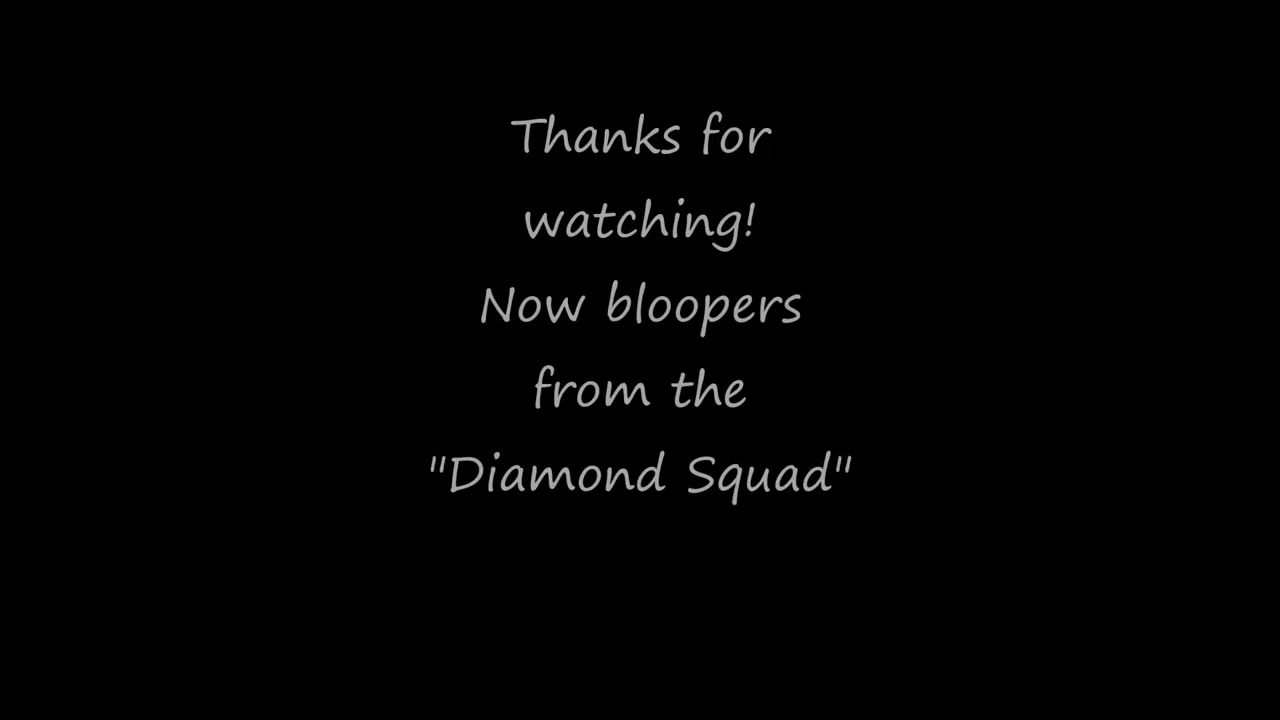 Thanks for
watching!
Now bloopers
from the
"Diamond Squad"